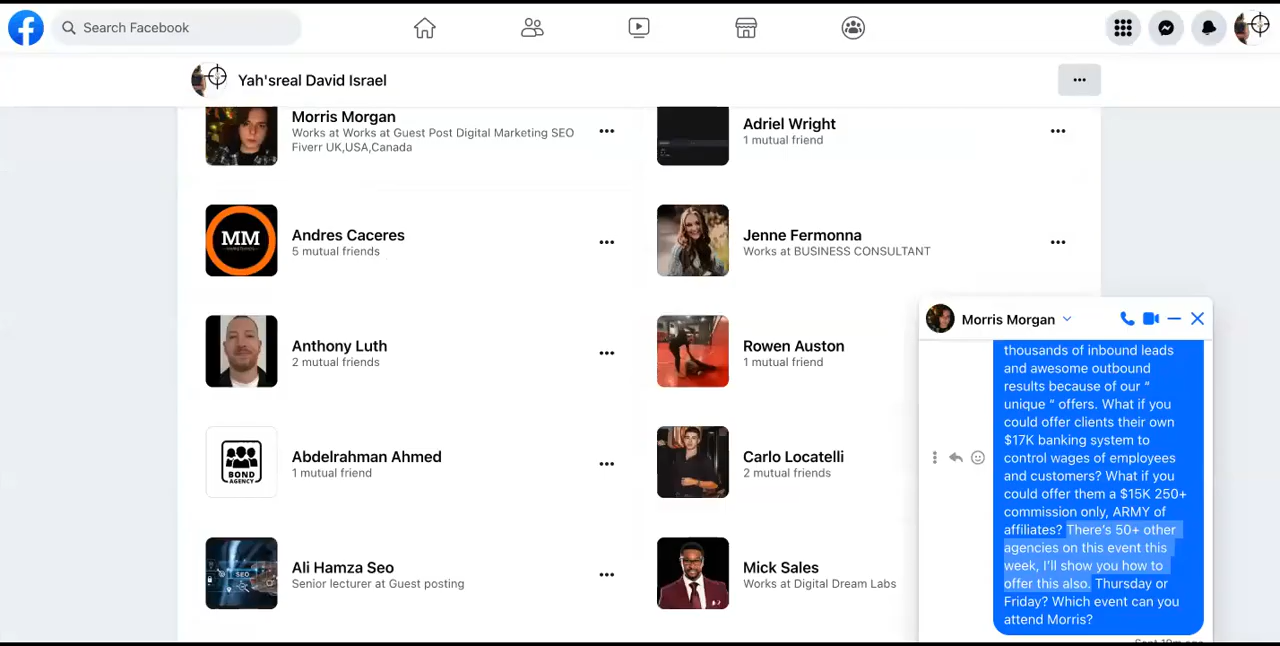 Search Facebook
Yah'sreal David Israel
Morris Morgan
Works at Works at Guest Post Digital Marketing SEO
Fiverr UK,USA,Canada
Adriel Wright
1 mutual friend
MM
Andres Caceres
5 mutual friends
Jenne Fermonna
Works at BUSINESS CONSULTANT
Anthony Luth
2 mutual friends
Rowen Auston
1 mutual friend
BOND
AGENCY
Abdelrahman Ahmed
1 mutual friend
Carlo Locatelli
2 mutual friends
SEO
Ali Hamza Seo
Senior lecturer at Guest posting
Mick Sales
Works at Digital Dream Labs
Morris Morgan
thousands of inbound leads
and awesome outbound
results because of our “
unique “ offers. What if you
could offer clients their own
$17K banking system to
control wages of employees
and customers? What if you
could offer them a $15K 250+
commission only, ARMY of
affiliates? There’s 50+ other
agencies on this event this
week, I’ll show you how to
offer this also. Thursday or
Friday? Which event can you
attend Morris?
Sent 19m ago